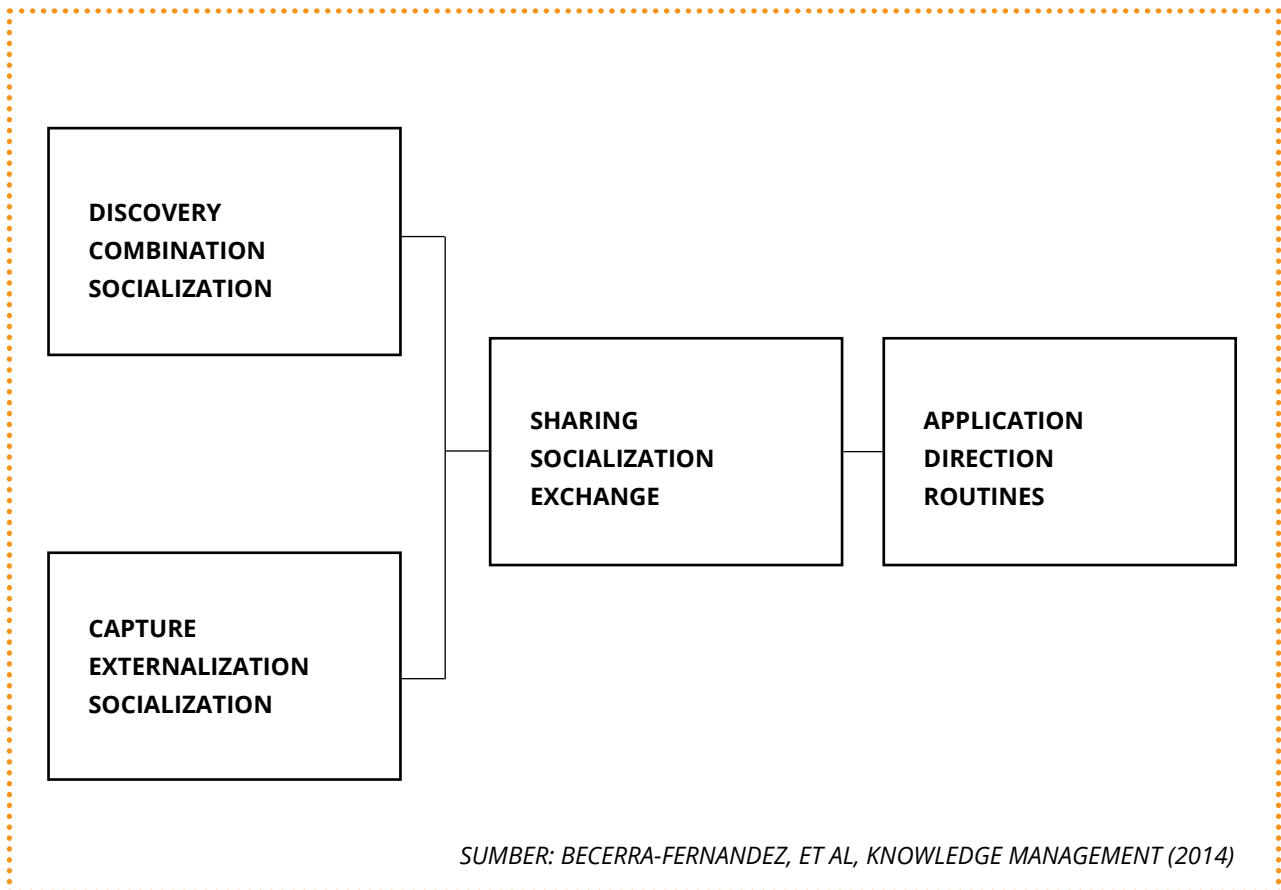 DISCOVERY
COMBINATION
SOCIALIZATION
SHARING
SOCIALIZATION
EXCHANGE
APPLICATION
DIRECTION
ROUTINES
CAPTURE
EXTERNALIZATION
SOCIALIZATION
SUMBER: BECERRA-FERNANDEZ, ET AL, KNOWLEDGE MANAGEMENT (2014)